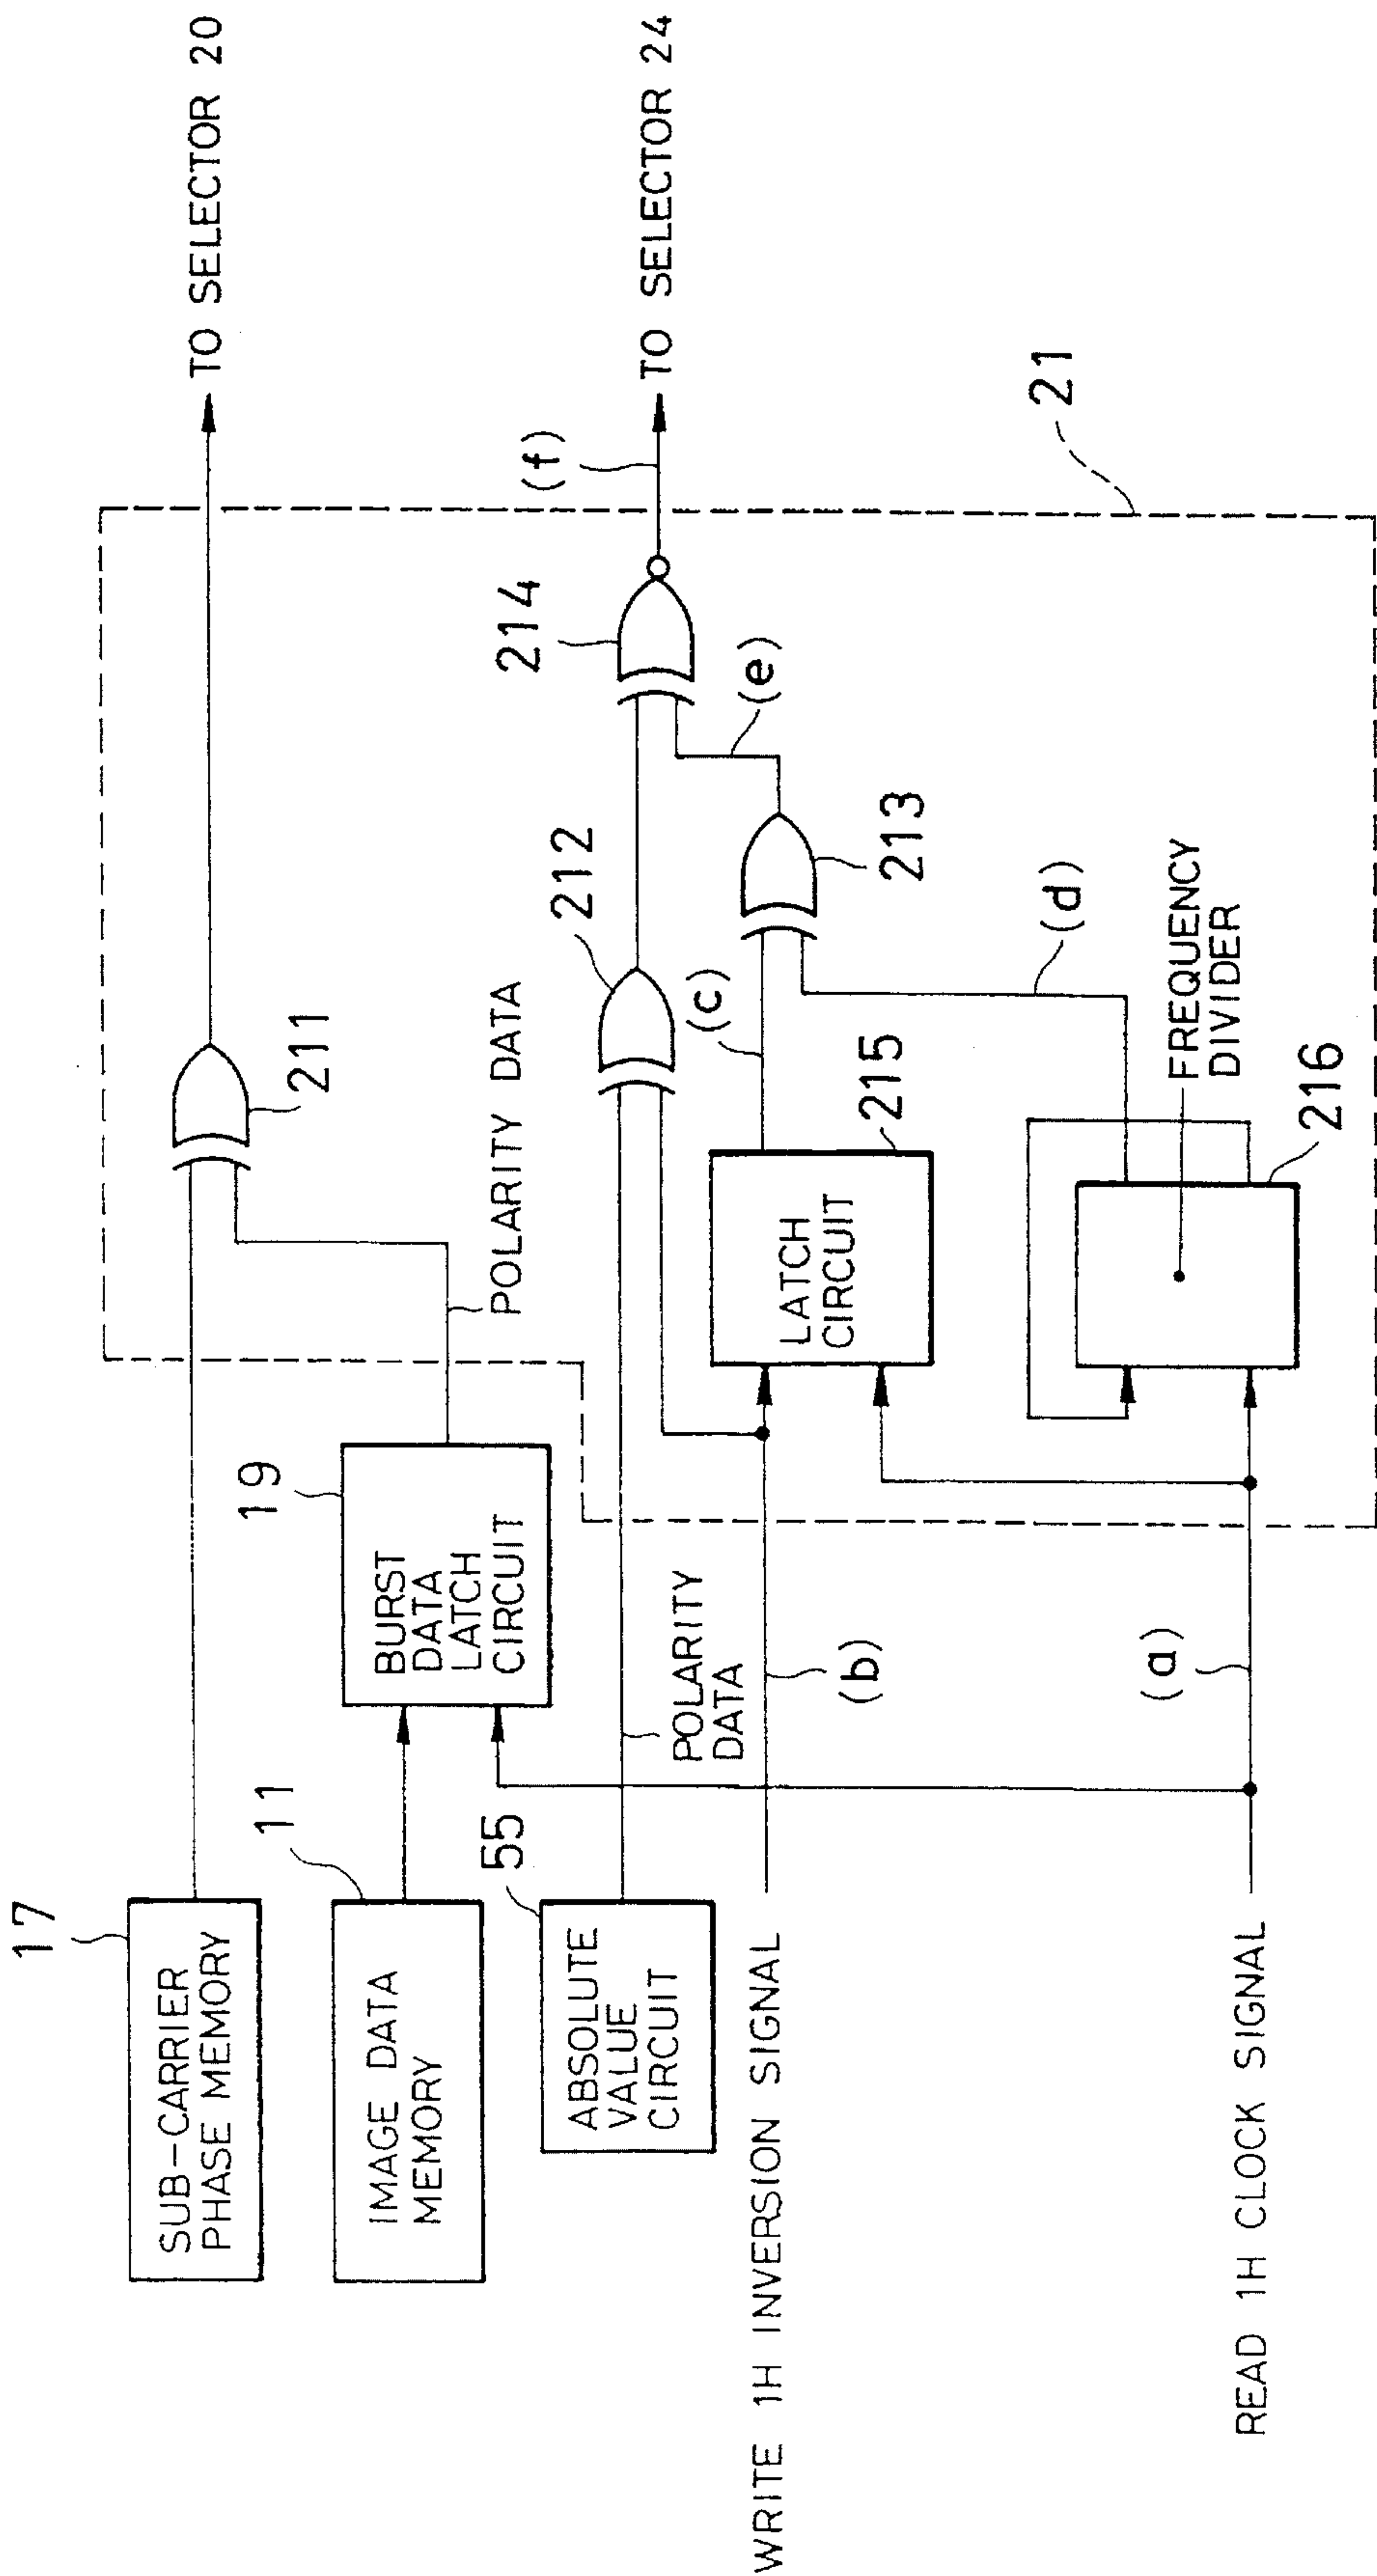 17
SUB-CARRIER
PHASE MEMORY
11
IMAGE DATA
MEMORY
55
ABSOLUTE
VALUE
CIRCUIT
WRITE 1H INVERSION SIGNAL
READ 1H CLOCK SIGNAL
19
BURST
DATA
LATCH
CIRCUIT
POLARITY
DATA
(b)
(a)
POLARITY DATA
211
212
LATCH
CIRCUIT
215
(c)
213
(d)
FREQUENCY
DIVIDER
216
214
(e)
(f)
21
TO SELECTOR 20
TO SELECTOR 24